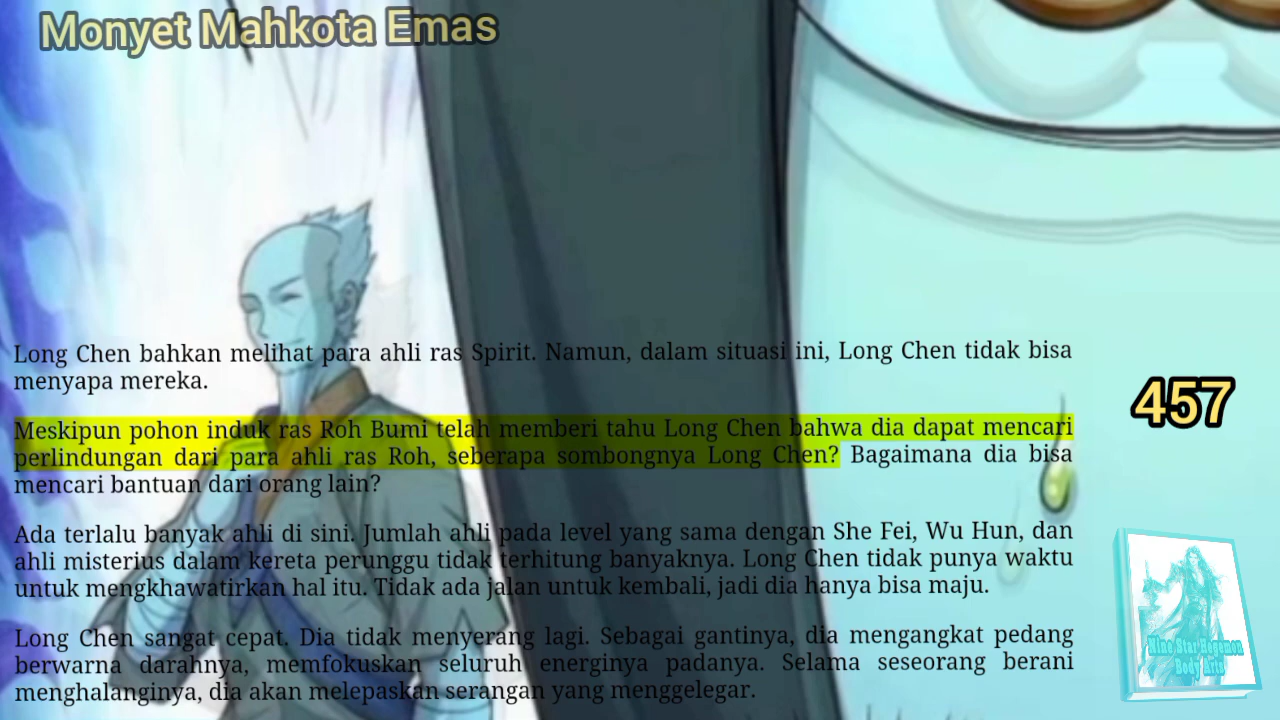 Monyet Mahkota Emas
Long Chen bahkan melihat para ahli ras Spirit. Namun, dalam situasi ini, Long Chen tidak bisa
menyapa mereka.
Meskipun pohon induk ras Roh Bumi telah memberi tahu Long Chen bahwa dia dapat mencari
perlindungan dari para ahli ras Roh, seberapa sombongnya Long Chen? Bagaimana dia bisa
mencari bantuan dari orang lain?
457
Ada terlalu banyak ahli di sini. Jumlah ahli pada level yang sama dengan She Fei, Wu Hun, dan
ahli misterius dalam kereta perunggu tidak terhitung banyaknya. Long Chen tidak punya waktu
untuk mengkhawatirkan hal itu. Tidak ada jalan untuk kembali, jadi dia hanya bisa maju.
Long Chen sangat cepat. Dia tidak menyerang lagi. Sebagai gantinya, dia mengangkat pedang
berwarna darahnya, memfokuskan seluruh energinya padanya. Selama seseorang berani
menghalanginya, dia akan melepaskan serangan yang menggelegar.
Nine Star Hegemon
Body Arts